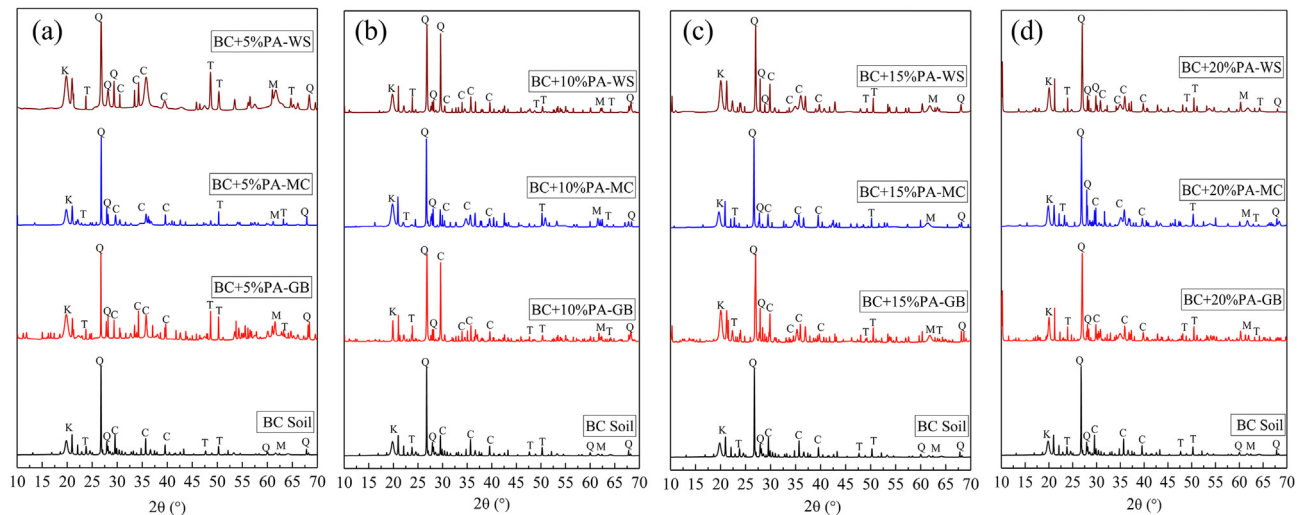 (a)
Q
BC+5%PA-WS
K
T
Q
Q
C
C
C
C
T
T
M
T
Q
Q
BC+5%PA-MC
K
T
Q
C
C
C
T
M
T
Q
Q
BC+5%PA-GB
K
T
Q
C
C
C
C
T
T
M
T
Q
Q
BC Soil
K
T
Q
C
C
C
T
T
Q
M
Q
10 15 20 25 30 35 40 45 50 55 60 65 70
2θ (°)
(b)
Q
Q
BC+10%PA-WS
K
T
Q
C
C
C
C
T
T
M
T
Q
Q
BC+10%PA-MC
K
T
Q
C
C
C
T
M
T
Q
Q
C
BC+10%PA-GB
K
T
Q
C
C
C
T
T
M
T
Q
Q
BC Soil
K
T
Q
C
C
C
T
T
Q
M
Q
10 15 20 25 30 35 40 45 50 55 60 65 70
2θ (°)
(c)
Q
BC+15%PA-WS
K
T
Q
Q
C
C
C
C
T
T
M
Q
Q
BC+15%PA-MC
K
T
Q
C
C
C
T
M
Q
Q
BC+15%PA-GB
K
T
Q
C
C
C
C
T
T
M
T
Q
Q
BC Soil
K
T
Q
C
C
C
T
T
Q
M
Q
10 15 20 25 30 35 40 45 50 55 60 65 70
2θ (°)
(d)
Q
BC+20%PA-WS
K
T
Q
Q
C
C
C
C
T
T
M
T
Q
Q
BC+20%PA-MC
K
T
Q
C
C
C
T
M
T
Q
Q
BC+20%PA-GB
K
T
Q
C
C
C
T
T
M
T
Q
BC Soil
K
T
Q
C
C
C
T
T
Q
M
Q
10 15 20 25 30 35 40 45 50 55 60 65 70
2θ (°)